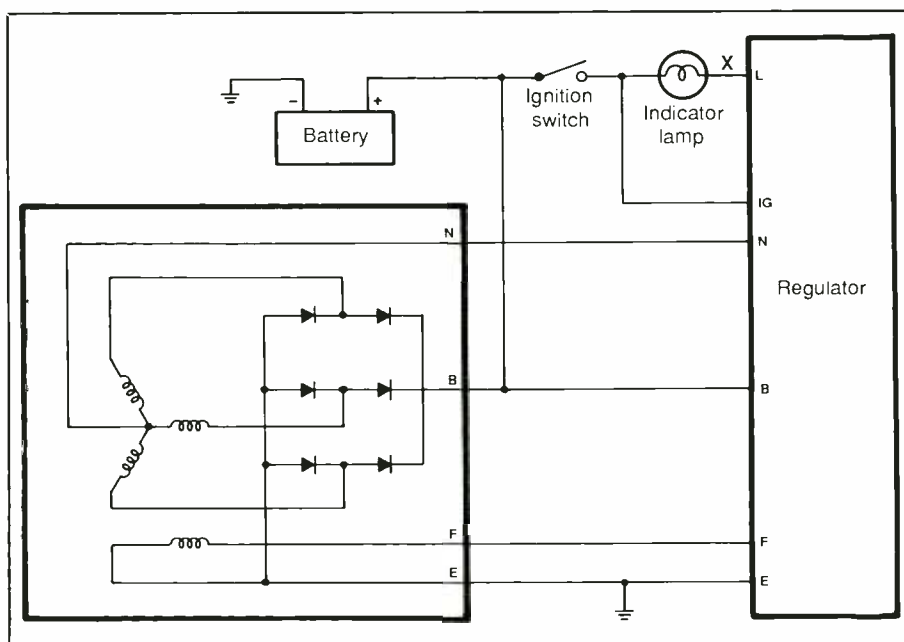 X
L
− +
Battery
Ignition
switch
Indicator
lamp
IG
N
N
Regulator
B
B
F
F
E
E